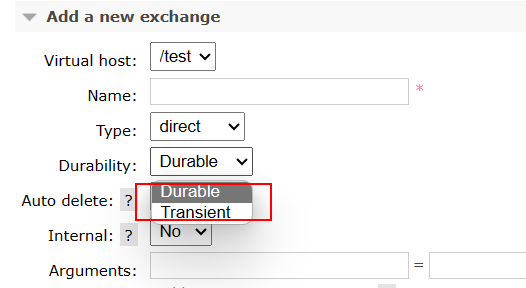 Add a new exchange
Virtual host: /test
Name: *
Type: direct
Durability: Durable
Durable
Auto delete: ?
Transient
Internal: ? No
Arguments: =